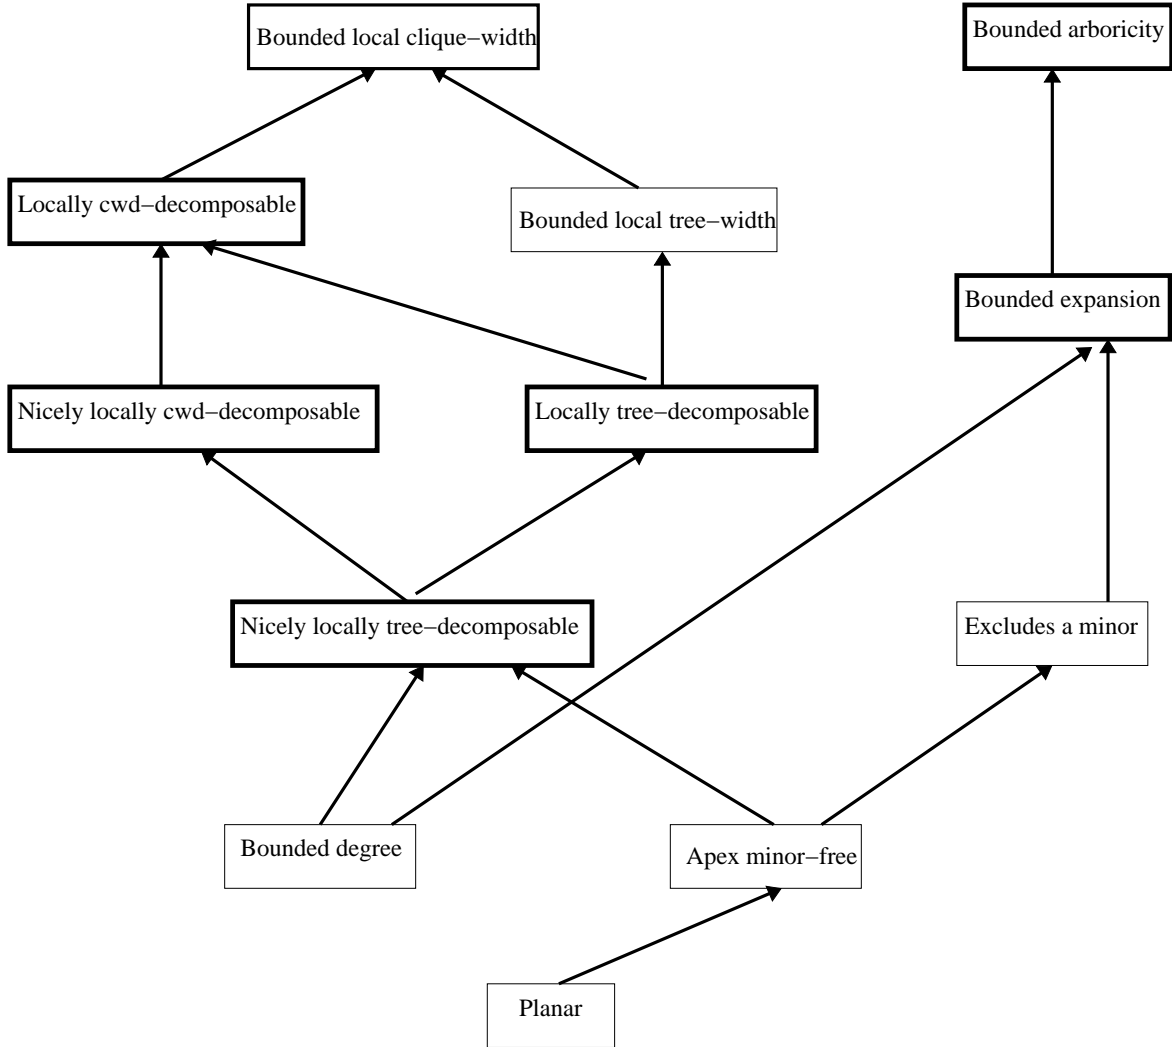 Bounded local clique−width
Bounded arboricity
Locally cwd−decomposable
Bounded local tree−width
Bounded expansion
Nicely locally cwd−decomposable
Locally tree−decomposable
Nicely locally tree−decomposable
Excludes a minor
Bounded degree
Apex minor−free
Planar